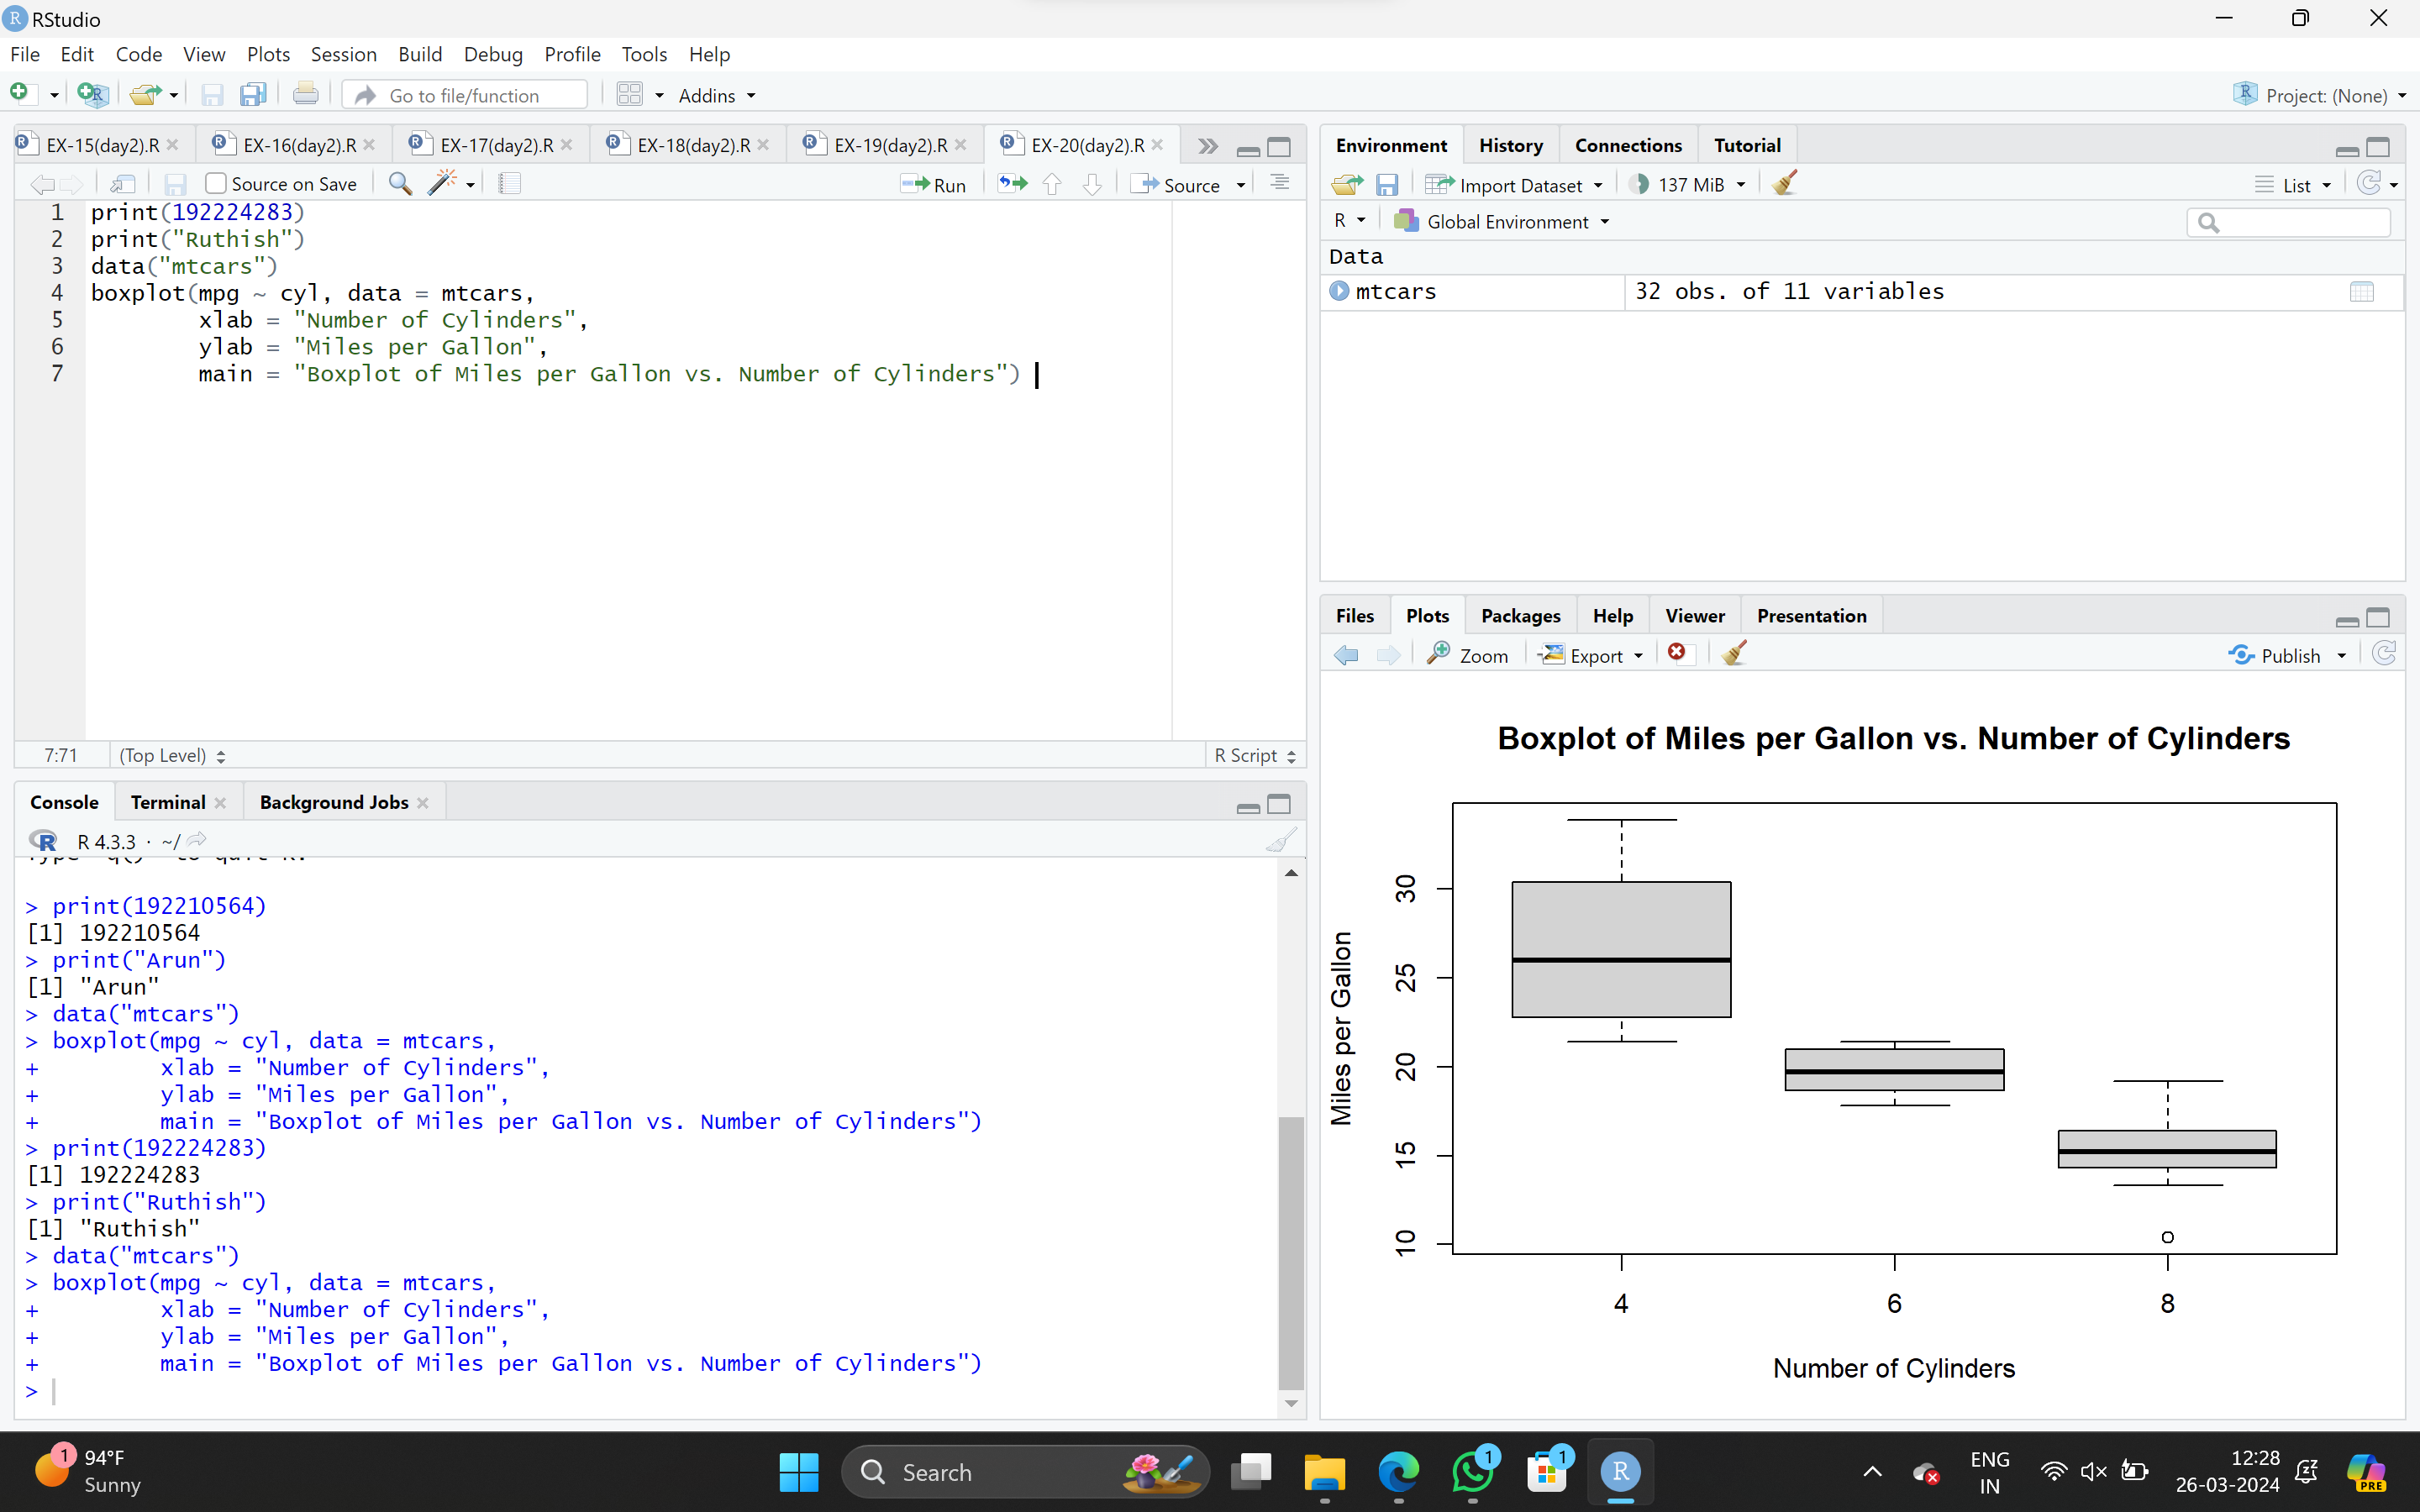 RStudio
File Edit Code View Plots Session Build Debug Profile Tools Help
Go to file/function Addins Project: (None)
EX-15(day2).R EX-16(day2).R EX-17(day2).R EX-18(day2).R EX-19(day2).R EX-20(day2).R
Source on Save Run Source
1 print(192224283)
2 print("Ruthish")
3 data("mtcars")
4 boxplot(mpg ~ cyl, data = mtcars,
5 xlab = "Number of Cylinders",
6 ylab = "Miles per Gallon",
7 main = "Boxplot of Miles per Gallon vs. Number of Cylinders")
7:71 (Top Level) R Script
Console Terminal Background Jobs
R 4.3.3 · ~/
> print(192210564)
[1] 192210564
> print("Arun")
[1] "Arun"
> data("mtcars")
> boxplot(mpg ~ cyl, data = mtcars,
+ xlab = "Number of Cylinders",
+ ylab = "Miles per Gallon",
+ main = "Boxplot of Miles per Gallon vs. Number of Cylinders")
> print(192224283)
[1] 192224283
> print("Ruthish")
[1] "Ruthish"
> data("mtcars")
> boxplot(mpg ~ cyl, data = mtcars,
+ xlab = "Number of Cylinders",
+ ylab = "Miles per Gallon",
+ main = "Boxplot of Miles per Gallon vs. Number of Cylinders")
>
Environment History Connections Tutorial
Import Dataset 137 MiB List
R Global Environment
Data
mtcars 32 obs. of 11 variables
Files Plots Packages Help Viewer Presentation
Zoom Export Publish
Boxplot of Miles per Gallon vs. Number of Cylinders
Miles per Gallon
30
25
20
15
10
4 6 8
Number of Cylinders
1 94°F
Sunny
Search
1
1
R
ENG
IN
12:28
26-03-2024
PRE